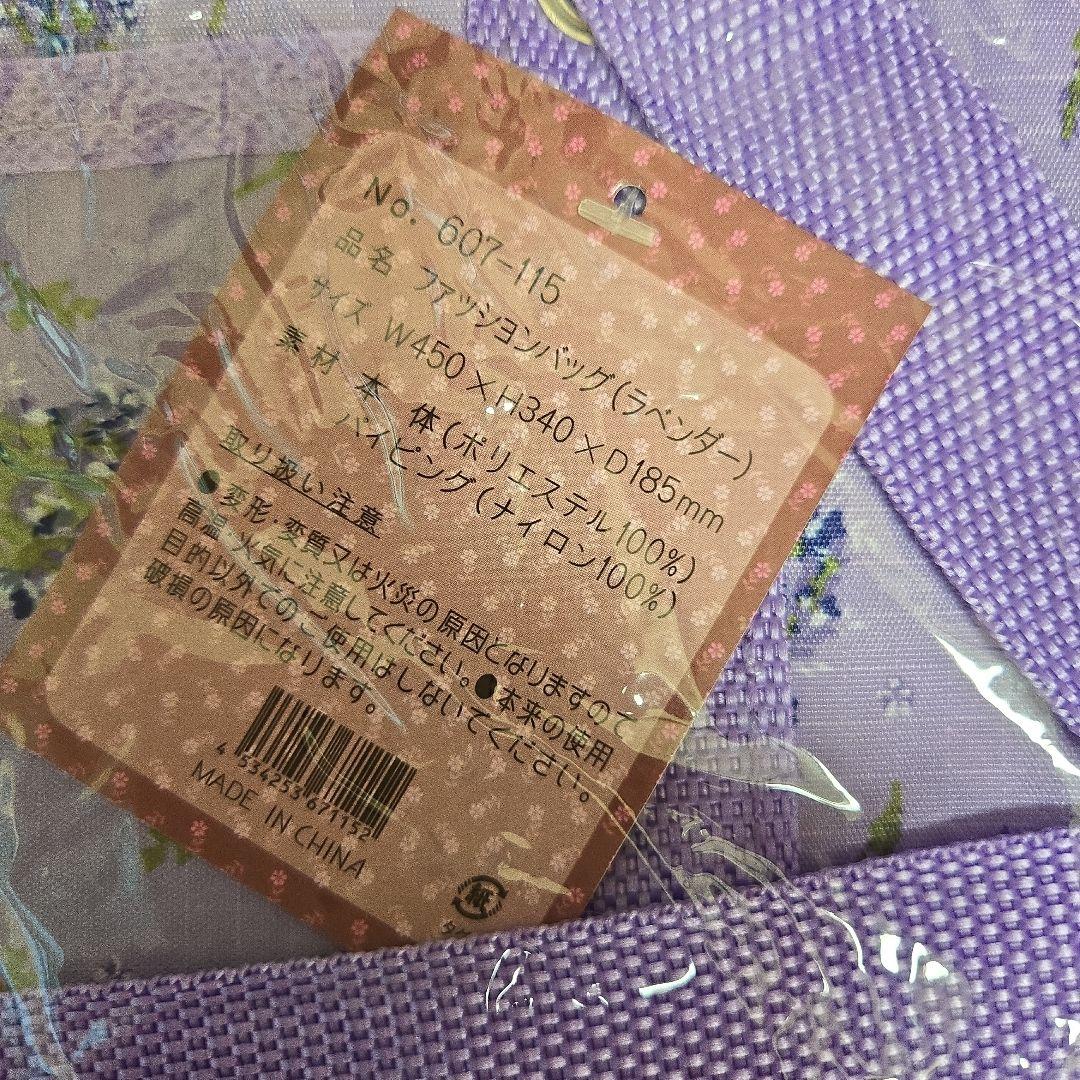 No. 607-115
品名 ファッションバッグ(ラベンダー)
サイズ W450×H340×D185mm
素材 本 体(ポリエステル100%)
パイピング(ナイロン100%)
取り扱い注意
●変形・変質又は火災の原因となりますので
高温、火気に注意してください。●本来の使用
目的以外でのご使用はしないでください。
破損の原因になります。
4 534253 671152
MADE IN CHINA
紙